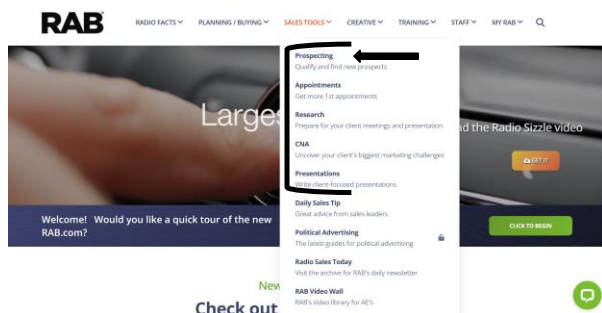 RAB
RADIO FACTS
PLANNING / BUYING
SALES TOOLS
CREATIVE
TRAINING
STAFF
MY RAB
Prospecting
Qualify and find new prospects
Appointments
Get more 1st appointments
Research
Prepare for your client meetings and presentation
CNA
Uncover your client's biggest marketing challenges
Presentations
Write client-focused presentations
Daily Sales Tip
Great advice from sales leaders
Political Advertising
The latest guides for political advertising
Radio Sales Today
Visit the archive for RAB's daily newsletter
RAB Video Wall
RAB's video library for AE's
Larges
d the Radio Sizzle video
GET IT
Welcome! Would you like a quick tour of the new
RAB.com?
CLICK TO BEGIN
New
Check out